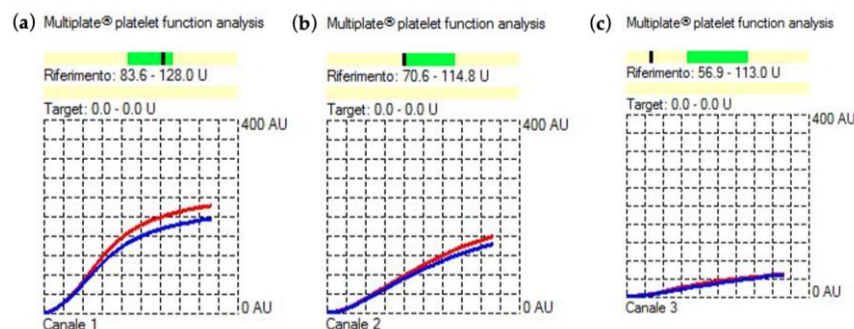 (a) Multiplate® platelet function analysis
Riferimento: 83.6 - 128.0 U
Target: 0.0 - 0.0 U
400 AU
0 AU
Canale 1
(b) Multiplate® platelet function analysis
Riferimento: 70.6 - 114.8 U
Target: 0.0 - 0.0 U
400 AU
0 AU
Canale 2
(c) Multiplate® platelet function analysis
Riferimento: 56.9 - 113.0 U
Target: 0.0 - 0.0 U
400 AU
0 AU
Canale 3